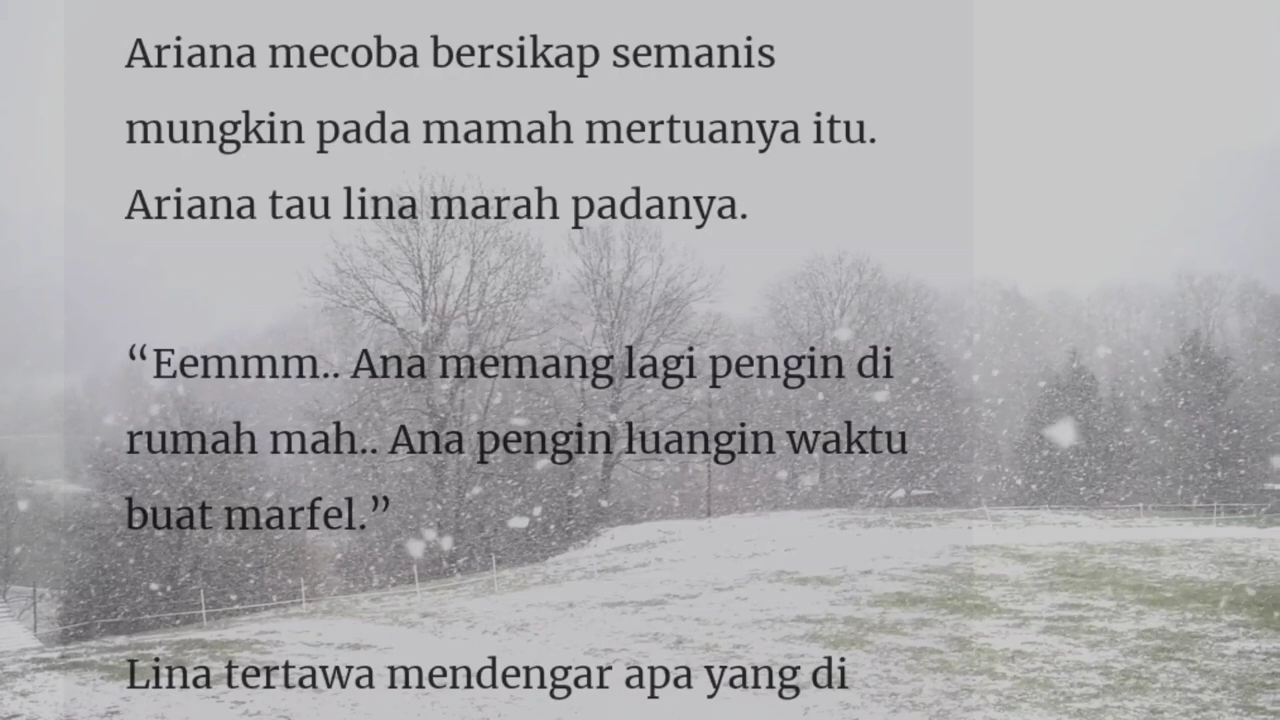 Ariana mecoba bersikap semanis
mungkin pada mamah mertuanya itu.
Ariana tau lina marah padanya.
“Eemmm.. Ana memang lagi pengin di
rumah mah.. Ana pengin luangin waktu
buat marfel.”
Lina tertawa mendengar apa yang di